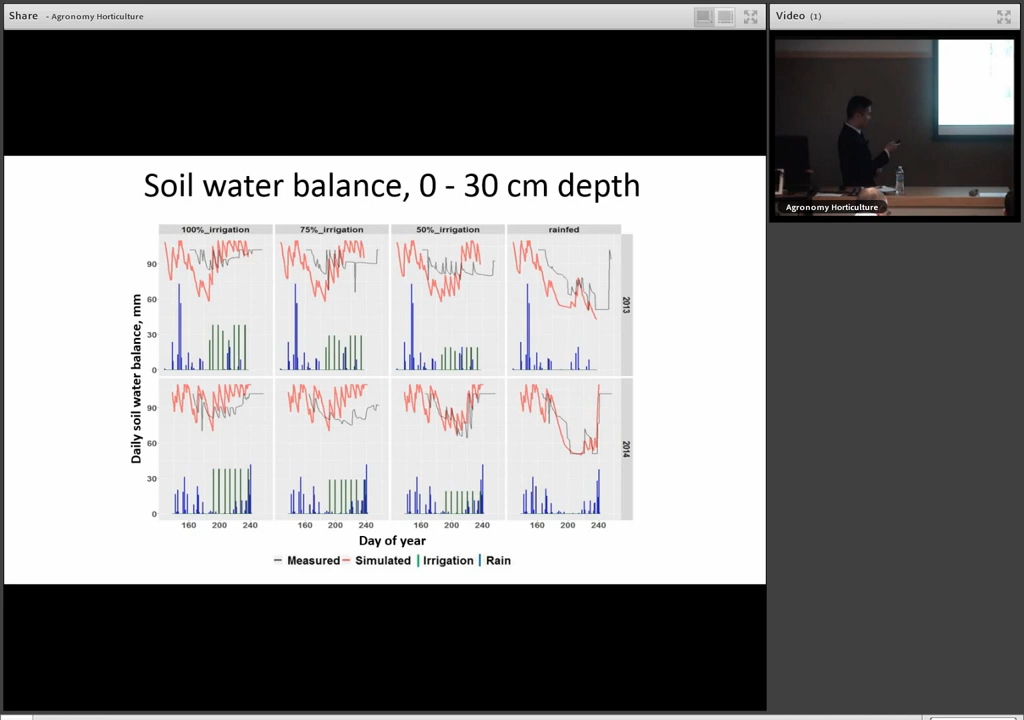 Share - Agronomy Horticulture
Video (1)
Agronomy Horticulture
Soil water balance, 0 - 30 cm depth
100%_irrigation 75%_irrigation 50%_irrigation rainfed
Daily soil water balance, mm
90
60
30
0
2013
90
60
30
0
2014
160 200 240 160 200 240 160 200 240 160 200 240
Day of year
Measured Simulated Irrigation Rain